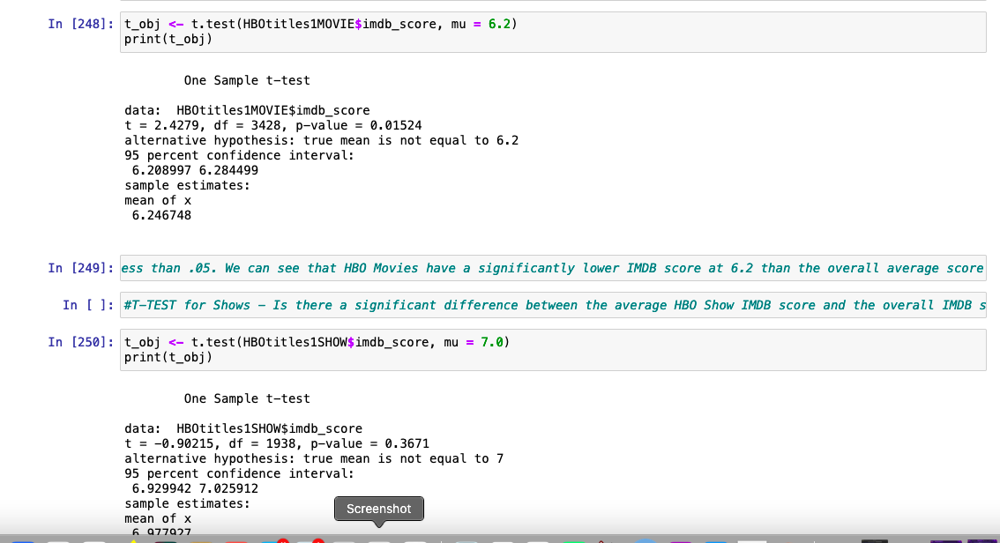 In [248]: t_obj <- t.test(HBOtitles1MOVIE$imdb_score, mu = 6.2)
print(t_obj)
One Sample t-test
data:  HBOtitles1MOVIE$imdb_score
t = 2.4279, df = 3428, p-value = 0.01524
alternative hypothesis: true mean is not equal to 6.2
95 percent confidence interval:
6.208997 6.284499
sample estimates:
mean of x
6.246748
In [249]: ess than .05. We can see that HBO Movies have a significantly lower IMDB score at 6.2 than the overall average score
In [ ]: #T-TEST for Shows – Is there a significant difference between the average HBO Show IMDB score and the overall IMDB s
In [250]: t_obj <- t.test(HBOtitles1SHOW$imdb_score, mu = 7.0)
print(t_obj)
One Sample t-test
data:  HBOtitles1SHOW$imdb_score
t = -0.90215, df = 1938, p-value = 0.3671
alternative hypothesis: true mean is not equal to 7
95 percent confidence interval:
6.929942 7.025912
sample estimates:
mean of x
6.977927
Screenshot